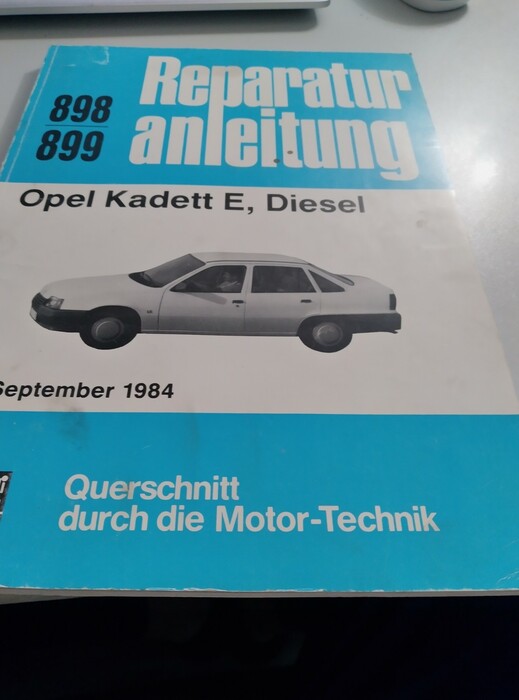 898
899
Reparatur
anleitung
Opel Kadett E, Diesel
September 1984
Querschnitt
durch die Motor-Technik